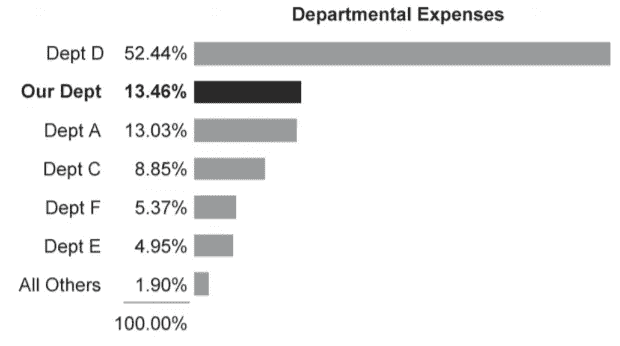 Departmental Expenses
Dept D 52.44%
Our Dept 13.46%
Dept A 13.03%
Dept C 8.85%
Dept F 5.37%
Dept E 4.95%
All Others 1.90%
100.00%